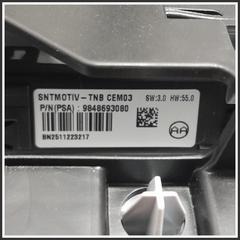 SNTMOTIV-TNB CEM03 SW:3.0 HW:55.0
P/N(PSA) : 9848693080
BN2511223217
AA